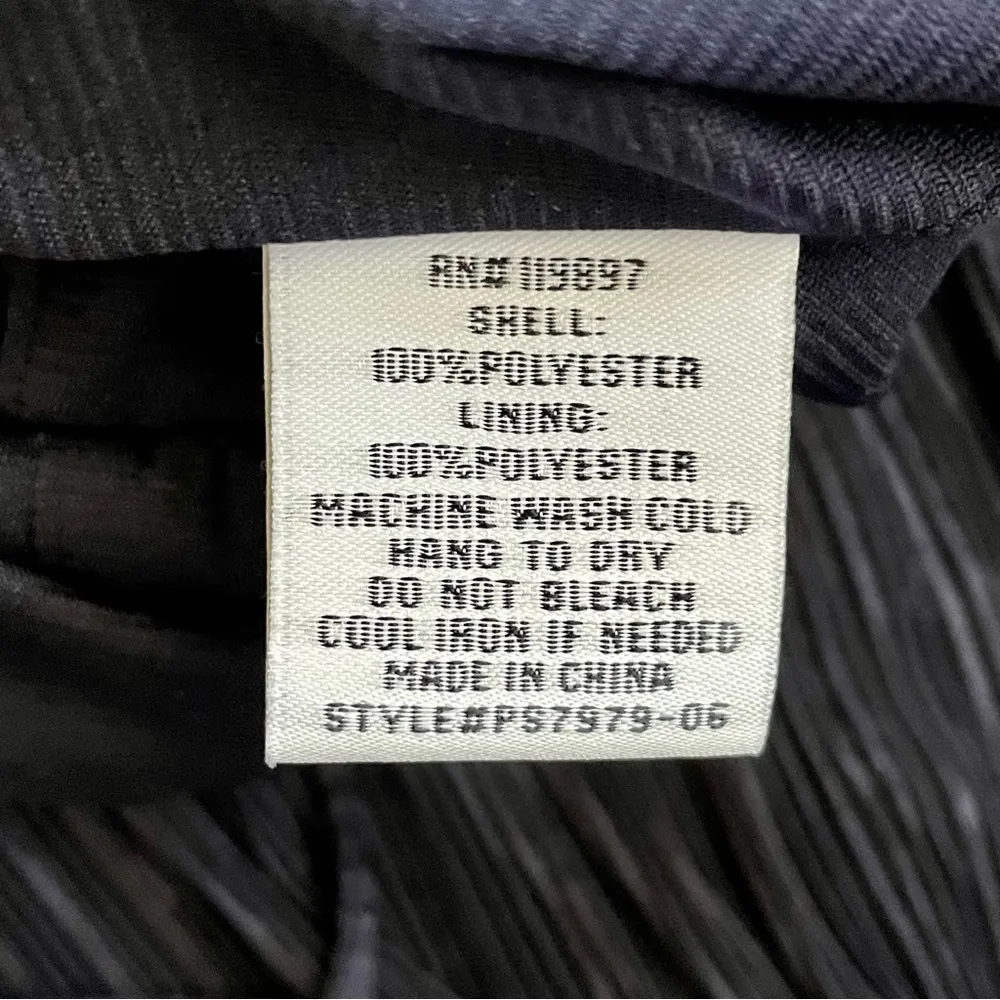 RN# 119897
SHELL:
100%POLYESTER
LINING:
100%POLYESTER
MACHINE WASH COLD
HANG TO DRY
DO NOT BLEACH
COOL IRON IF NEEDED
MADE IN CHINA
STYLE#PS7979-06